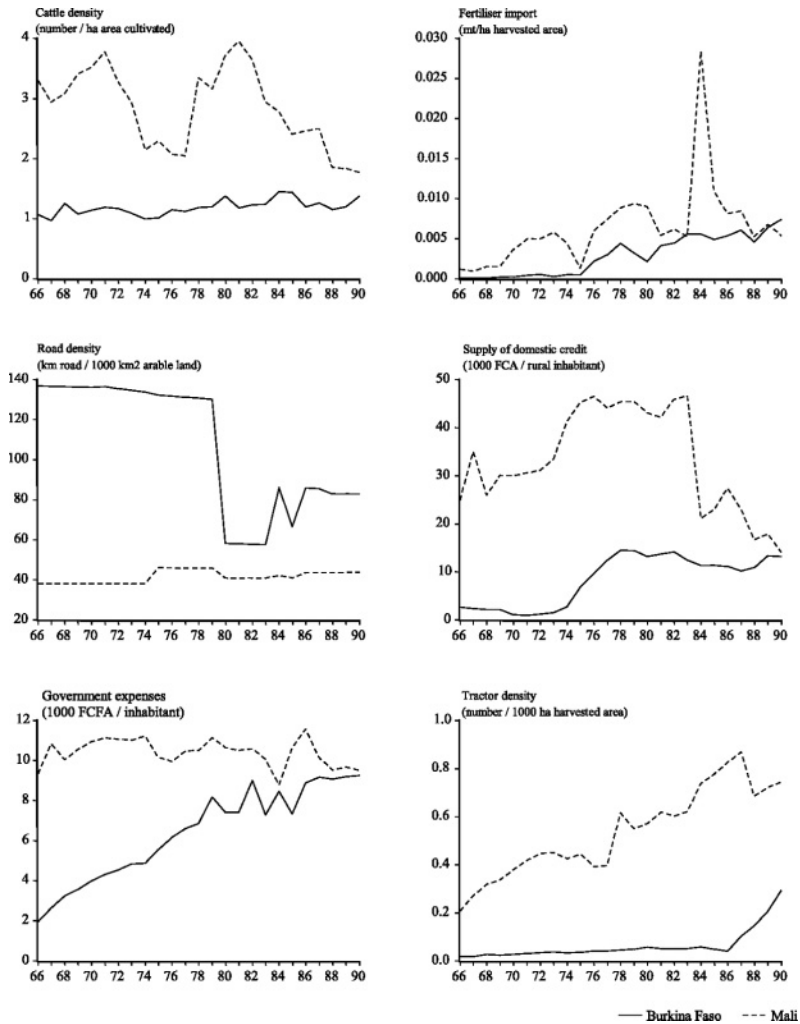 Cattle density
(number / ha area cultivated)
4
3
2
1
0
66 68 70 72 74 76 78 80 82 84 86 88 90
Fertiliser import
(mt/ha harvested area)
0.030
0.025
0.020
0.015
0.010
0.005
0.000
66 68 70 72 74 76 78 80 82 84 86 88 90
Road density
(km road / 1000 km2 arable land)
140
120
100
80
60
40
20
66 68 70 72 74 76 78 80 82 84 86 88 90
Supply of domestic credit
(1000 FCA / rural inhabitant)
50
40
30
20
10
0
66 68 70 72 74 76 78 80 82 84 86 88 90
Government expenses
(1000 FCFA / inhabitant)
12
10
8
6
4
2
0
66 68 70 72 74 76 78 80 82 84 86 88 90
Tractor density
(number / 1000 ha harvested area)
1.0
0.8
0.6
0.4
0.2
0.0
66 68 70 72 74 76 78 80 82 84 86 88 90
Burkina Faso Mali